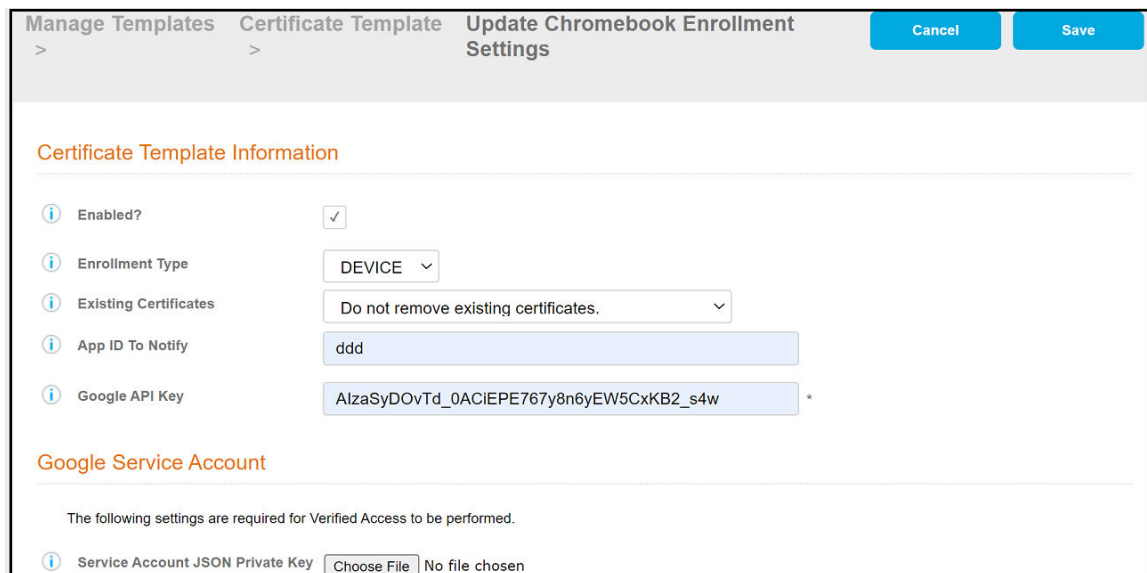 Manage Templates > Certificate Template > Update Chromebook Enrollment Settings
Cancel
Save
Certificate Template Information
Enabled?
Enrollment Type DEVICE
Existing Certificates Do not remove existing certificates.
App ID To Notify ddd
Google API Key AIzaSyDOvTd_0ACiEPE767y8n6yEW5CxKB2_s4w *
Google Service Account
The following settings are required for Verified Access to be performed.
Service Account JSON Private Key Choose File No file chosen